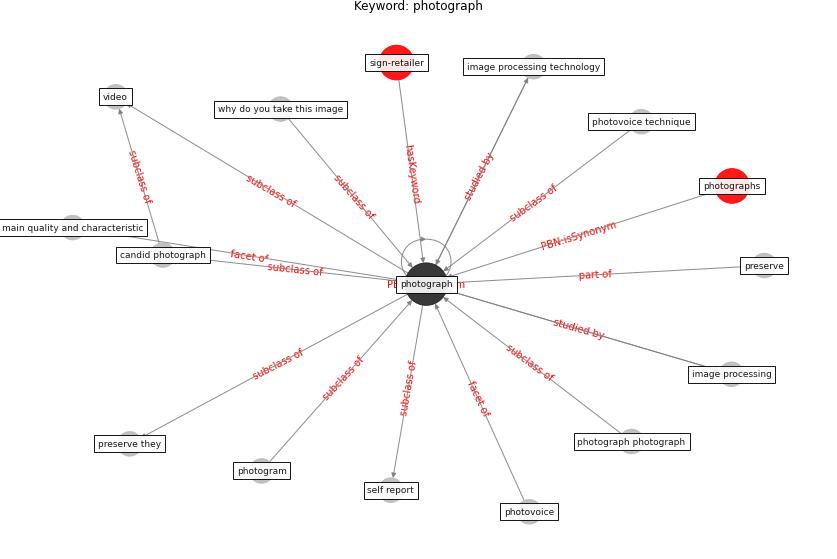 Keyword: photograph
sign-retailer
image processing technology
video
why do you take this image
photovoice technique
hasKeyword
studied by
subclass of
subclass of
subclass of
subclass of
photographs
main quality and characteristic
PBN:isSynonym
candid photograph
facet of
subclass of
part of
preserve
photograph
studied by
subclass of
subclass of
subclass of
subclass of
facet of
image processing
preserve they
photograph photograph
photogram
self report
photovoice